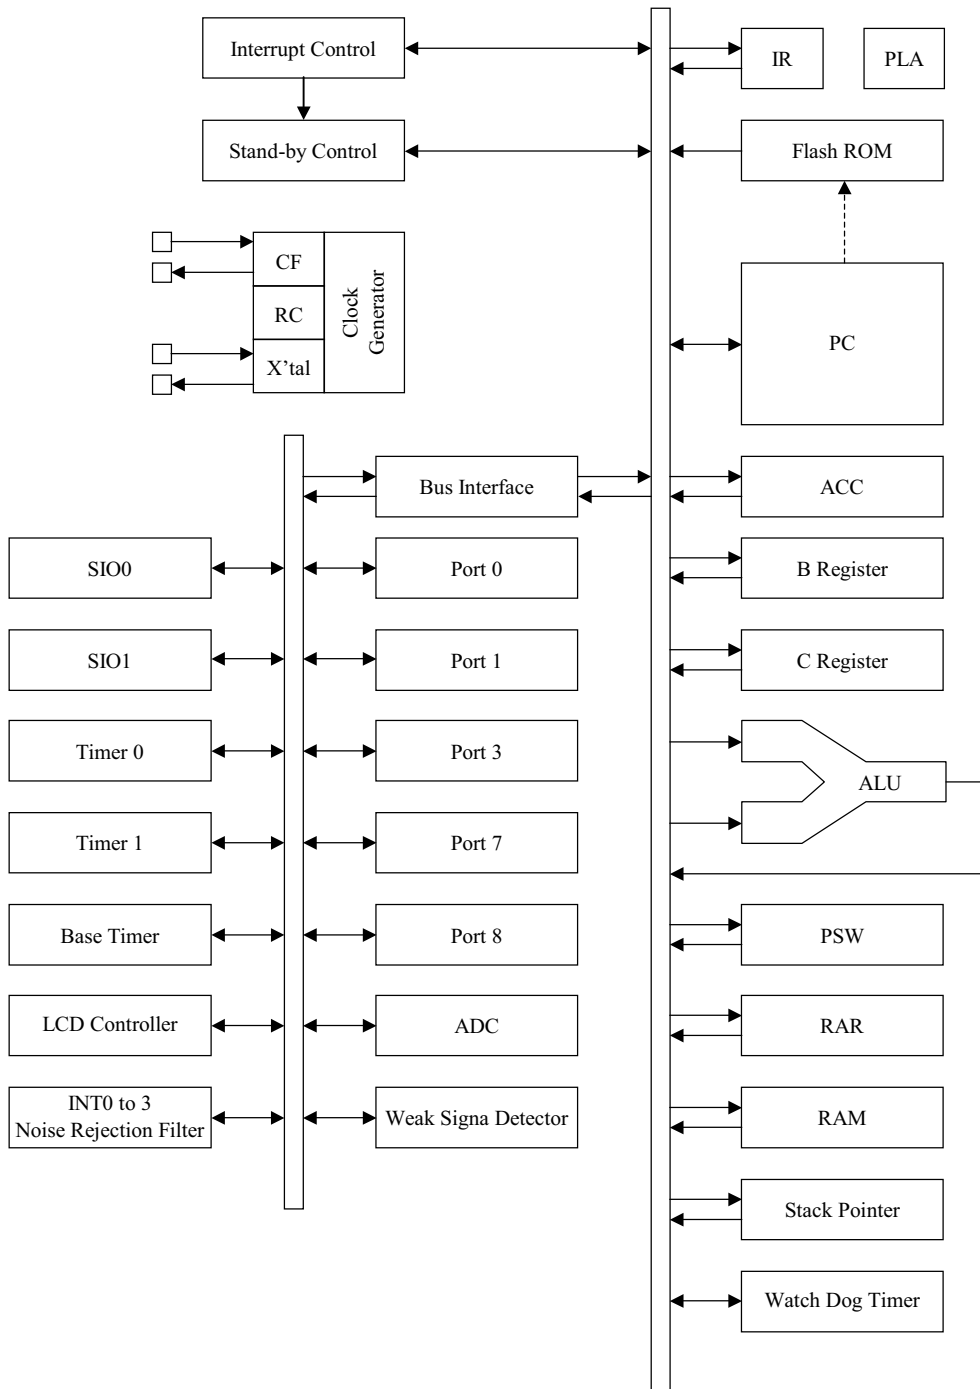 Interrupt Control
IR
PLA
Stand-by Control
Flash ROM
CF
RC
X'tal
Clock
Generator
PC
Bus Interface
ACC
SIO0
Port 0
B Register
SIO1
Port 1
C Register
Timer 0
Port 3
ALU
Timer 1
Port 7
Base Timer
Port 8
PSW
LCD Controller
ADC
RAR
INT0 to 3
Noise Rejection Filter
Weak Signa Detector
RAM
Stack Pointer
Watch Dog Timer